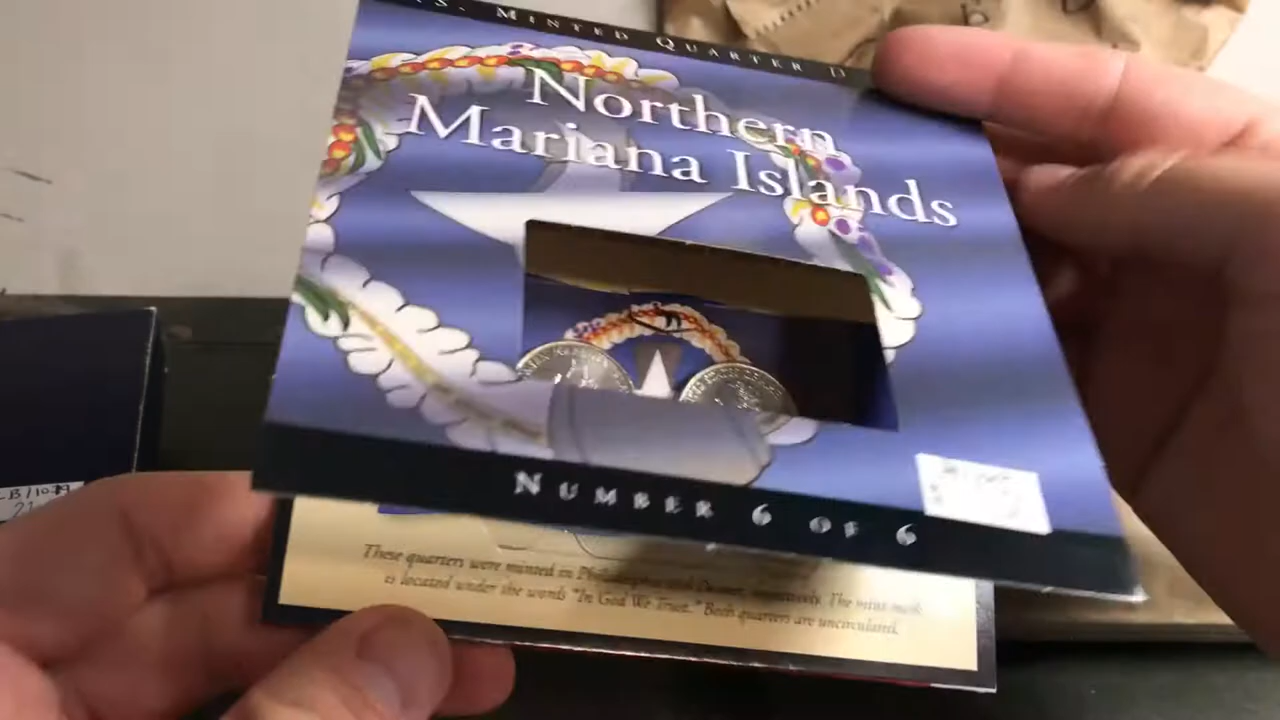 S. MINTED QUARTER D
Northern
Mariana Islands
NUMBER 6 OF 6
These quarters were minted in Philadelphia and Denver, respectively. The mint mark
is located under the words "In God We Trust." Both quarters are uncirculated.